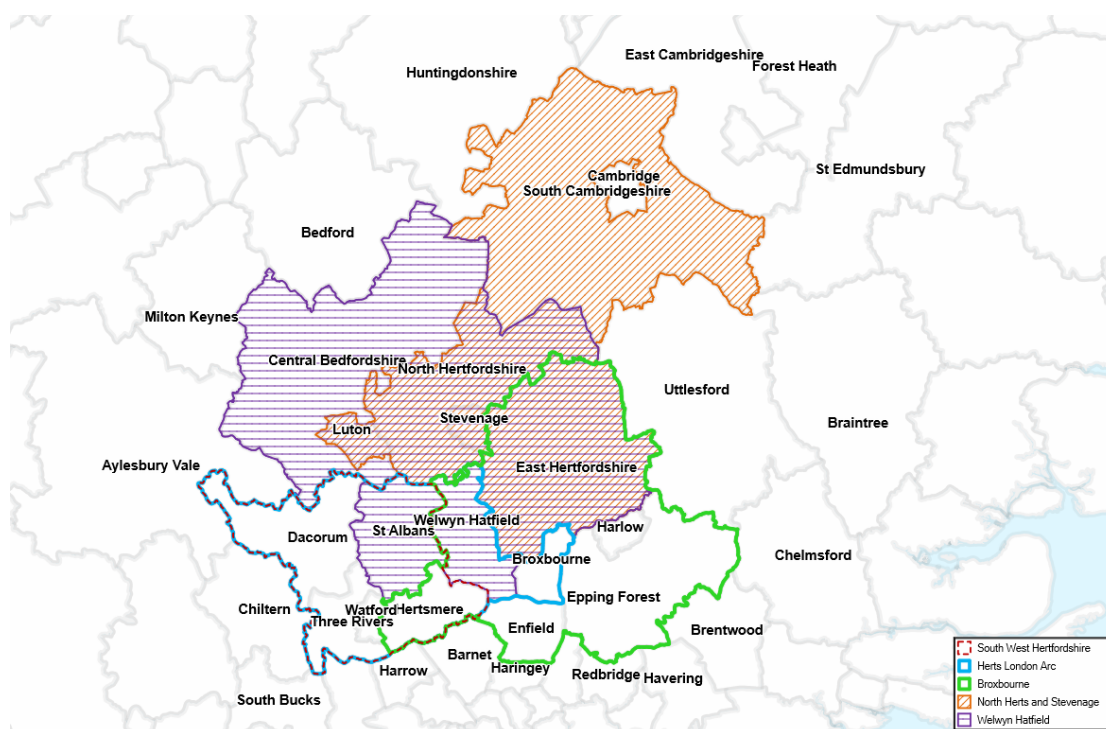 East Cambridgeshire
Forest Heath
Huntingdonshire
St Edmundsbury
Cambridge
South Cambridgeshire
Bedford
Milton Keynes
Central Bedfordshire
North Hertfordshire
Uttlesford
Stevenage
Braintree
Luton
Aylesbury Vale
East Hertfordshire
Welwyn Hatfield
Harlow
St Albans
Dacorum
Broxbourne
Chelmsford
Epping Forest
Chiltern
Watford
Hertsmere
Three Rivers
Enfield
Brentwood
Barnet
Haringey
Harrow
Redbridge
Havering
South Bucks
South West Hertfordshire
Herts London Arc
Broxbourne
North Herts and Stevenage
Welwyn Hatfield